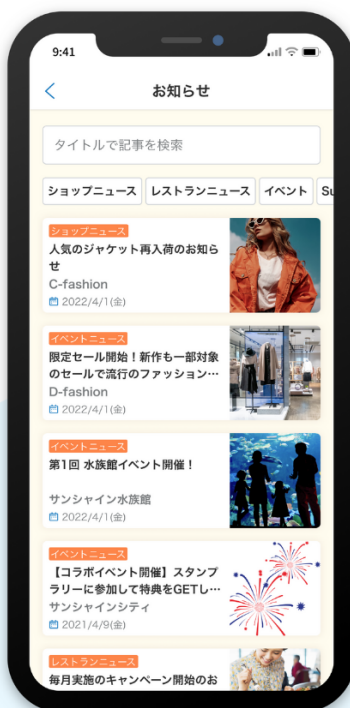 9:41
お知らせ
タイトルで記事を検索
ショップニュース レストランニュース イベント Su
ショップニュース
人気のジャケット再入荷のお知ら
せ
C-fashion
2022/4/1(金)
イベントニュース
限定セール開始！新作も一部対象
のセールで流行のファッション…
D-fashion
2022/4/1(金)
イベントニュース
第1回 水族館イベント開催！
サンシャイン水族館
2022/4/1(金)
イベントニュース
【コラボイベント開催】スタンプ
ラリーに参加して特典をGETし…
サンシャインシティ
2021/4/9(金)
レストランニュース
毎月実施のキャンペーン開始のお